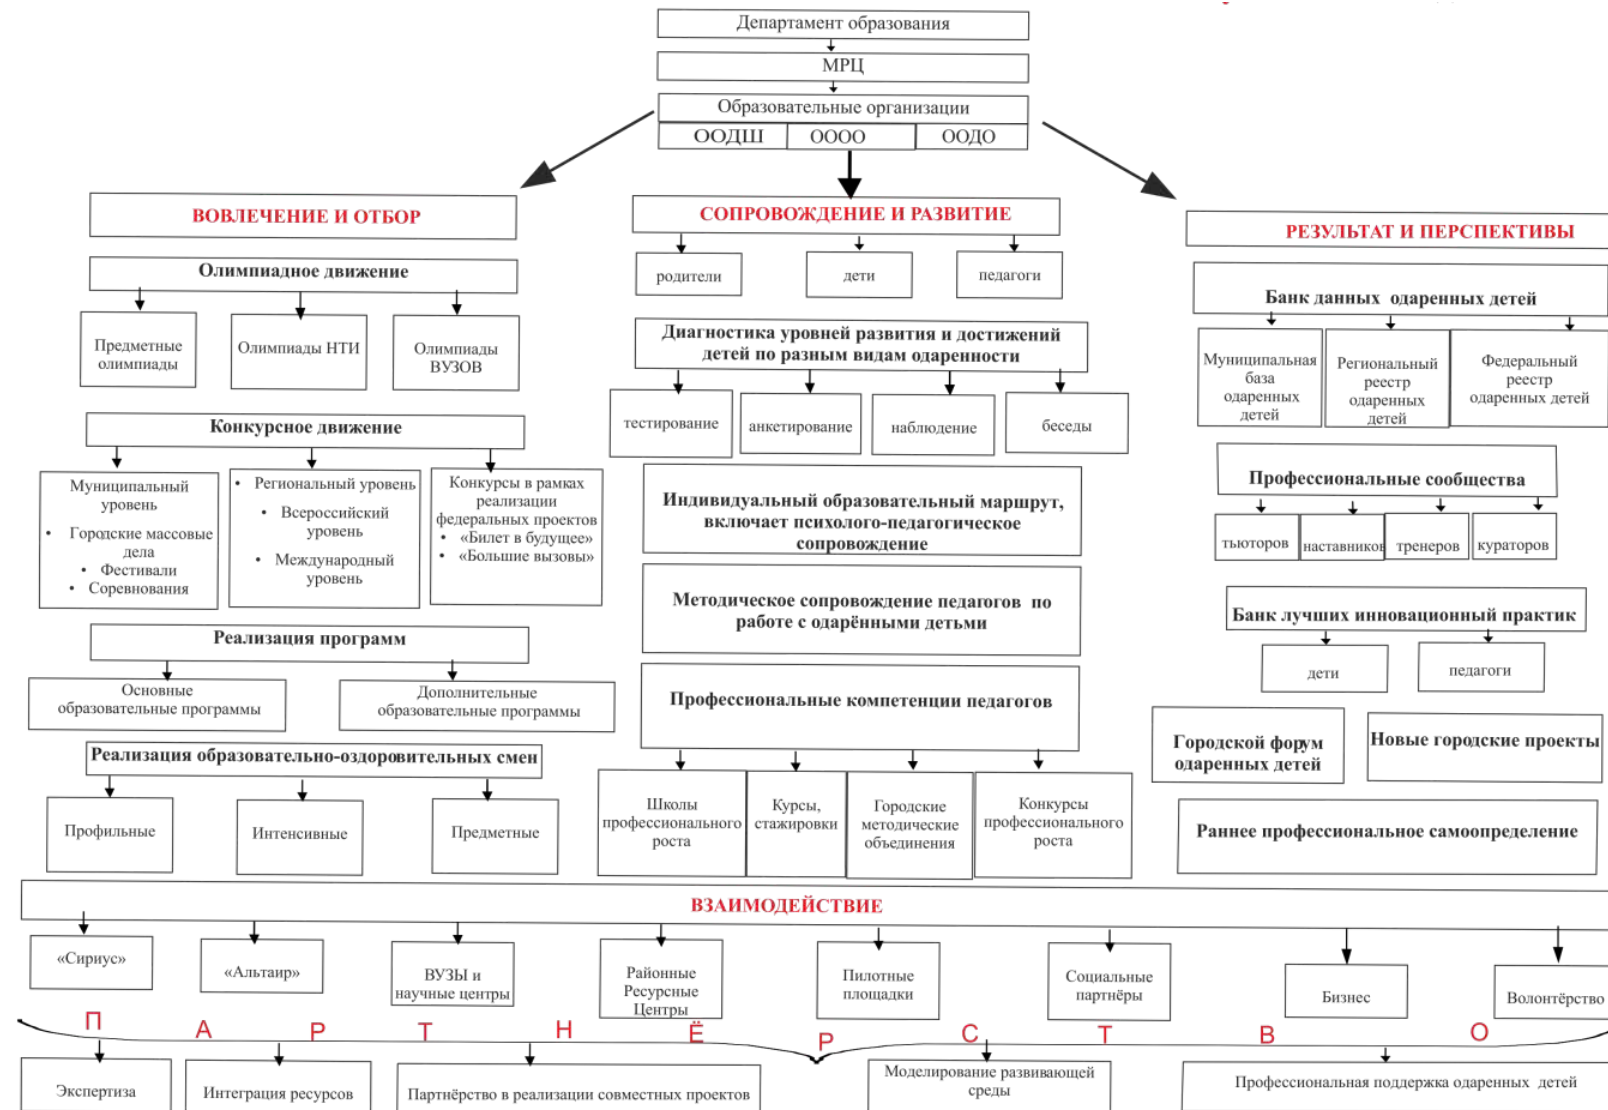 Департамент образования
МРЦ
Образовательные организации
ООДШ ОООО ООДО
ВОВЛЕЧЕНИЕ И ОТБОР
Олимпиадное движение
Предметные
олимпиады
Олимпиады НТИ
Олимпиады
ВУЗОВ
Конкурсное движение
Муниципальный
уровень
• Городские массовые
дела
• Фестивали
• Соревнования
• Региональный уровень
• Всероссийский
уровень
• Международный
уровень
Конкурсы в рамках
реализации
федеральных проектов
• «Билет в будущее»
• «Большие вызовы»
Реализация программ
Основные
образовательные программы
Дополнительные
образовательные программы
Реализация образовательно-оздоровительных смен
Профильные
Интенсивные
Предметные
СОПРОВОЖДЕНИЕ И РАЗВИТИЕ
родители
дети
педагоги
Диагностика уровней развития и достижений
детей по разным видам одаренности
тестирование
анкетирование
наблюдение
беседы
Индивидуальный образовательный маршрут,
включает психолого-педагогическое
сопровождение
Методическое сопровождение педагогов по
работе с одарёнными детьми
Профессиональные компетенции педагогов
Школы
профессионального
роста
Курсы,
стажировки
Городские
методические
объединения
Конкурсы
профессионального
роста
РЕЗУЛЬТАТ И ПЕРСПЕКТИВЫ
Банк данных одаренных детей
Муниципальная
база
одаренных
детей
Региональный
реестр
одаренных
детей
Федеральный
реестр
одаренных детей
Профессиональные сообщества
тьюторов
наставников
тренеров
кураторов
Банк лучших инновационный практик
дети
педагоги
Городской форум
одаренных детей
Новые городские проекты
Раннее профессиональное самоопределение
ВЗАИМОДЕЙСТВИЕ
«Сириус»
«Альтаир»
ВУЗЫ и
научные центры
Районные
Ресурсные
Центры
Пилотные
площадки
Социальные
партнёры
Бизнес
Волонтёрство
П А Р Т Н Ё Р С Т В О
Экспертиза
Интеграция ресурсов
Партнёрство в реализации совместных проектов
Моделирование развивающей
среды
Профессиональная поддержка одаренных детей